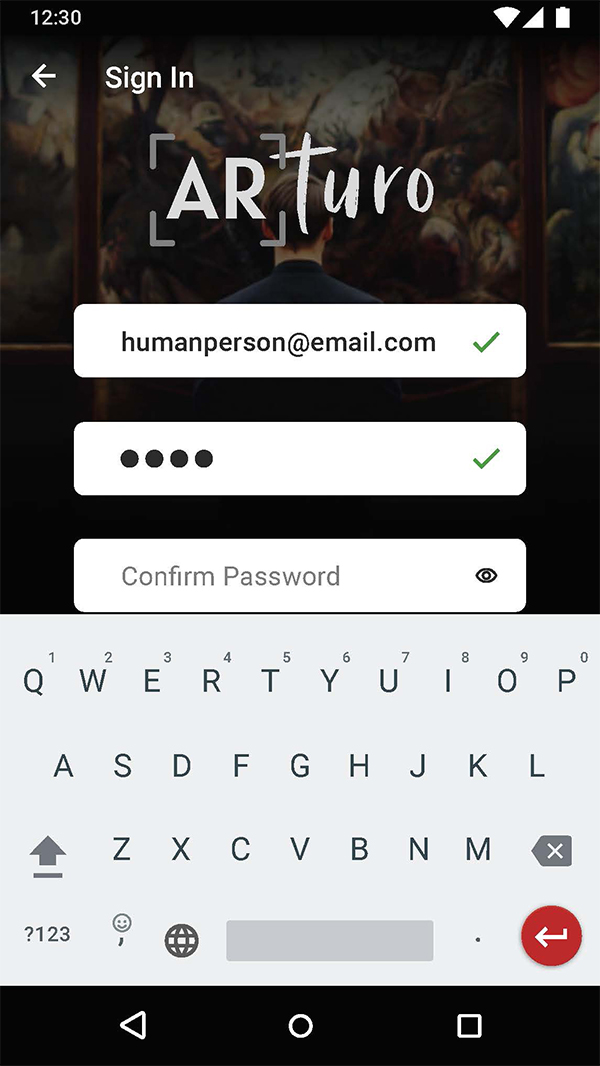 12:30
Sign In
ARturo
humanperson@email.com
Confirm Password
1 2 3 4 5 6 7 8 9 0
Q W E R T Y U I O P
A S D F G H J K L
Z X C V B N M
?123 , .